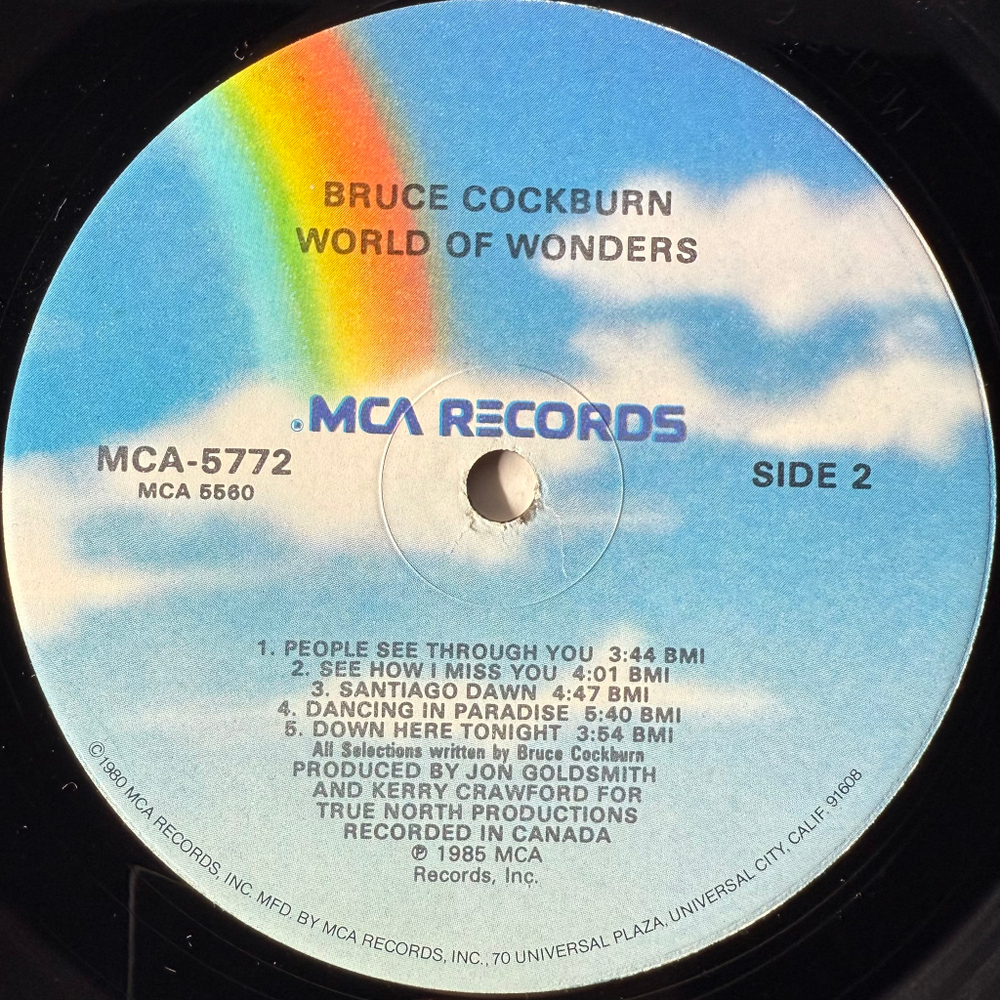 BRUCE COCKBURN
WORLD OF WONDERS
MCA RECORDS
MCA-5772
MCA 5560
SIDE 2
1. PEOPLE SEE THROUGH YOU 3:44 BMI
2. SEE HOW I MISS YOU 4:01 BMI
3. SANTIAGO DAWN 4:47 BMI
4. DANCING IN PARADISE 5:40 BMI
5. DOWN HERE TONIGHT 3:54 BMI
All Selections written by Bruce Cockburn
PRODUCED BY JON GOLDSMITH
AND KERRY CRAWFORD FOR
TRUE NORTH PRODUCTIONS
RECORDED IN CANADA
℗ 1985 MCA
Records, Inc.
©1980 MCA RECORDS, INC. MFD. BY MCA RECORDS, INC., 70 UNIVERSAL PLAZA, UNIVERSAL CITY, CALIF. 91608